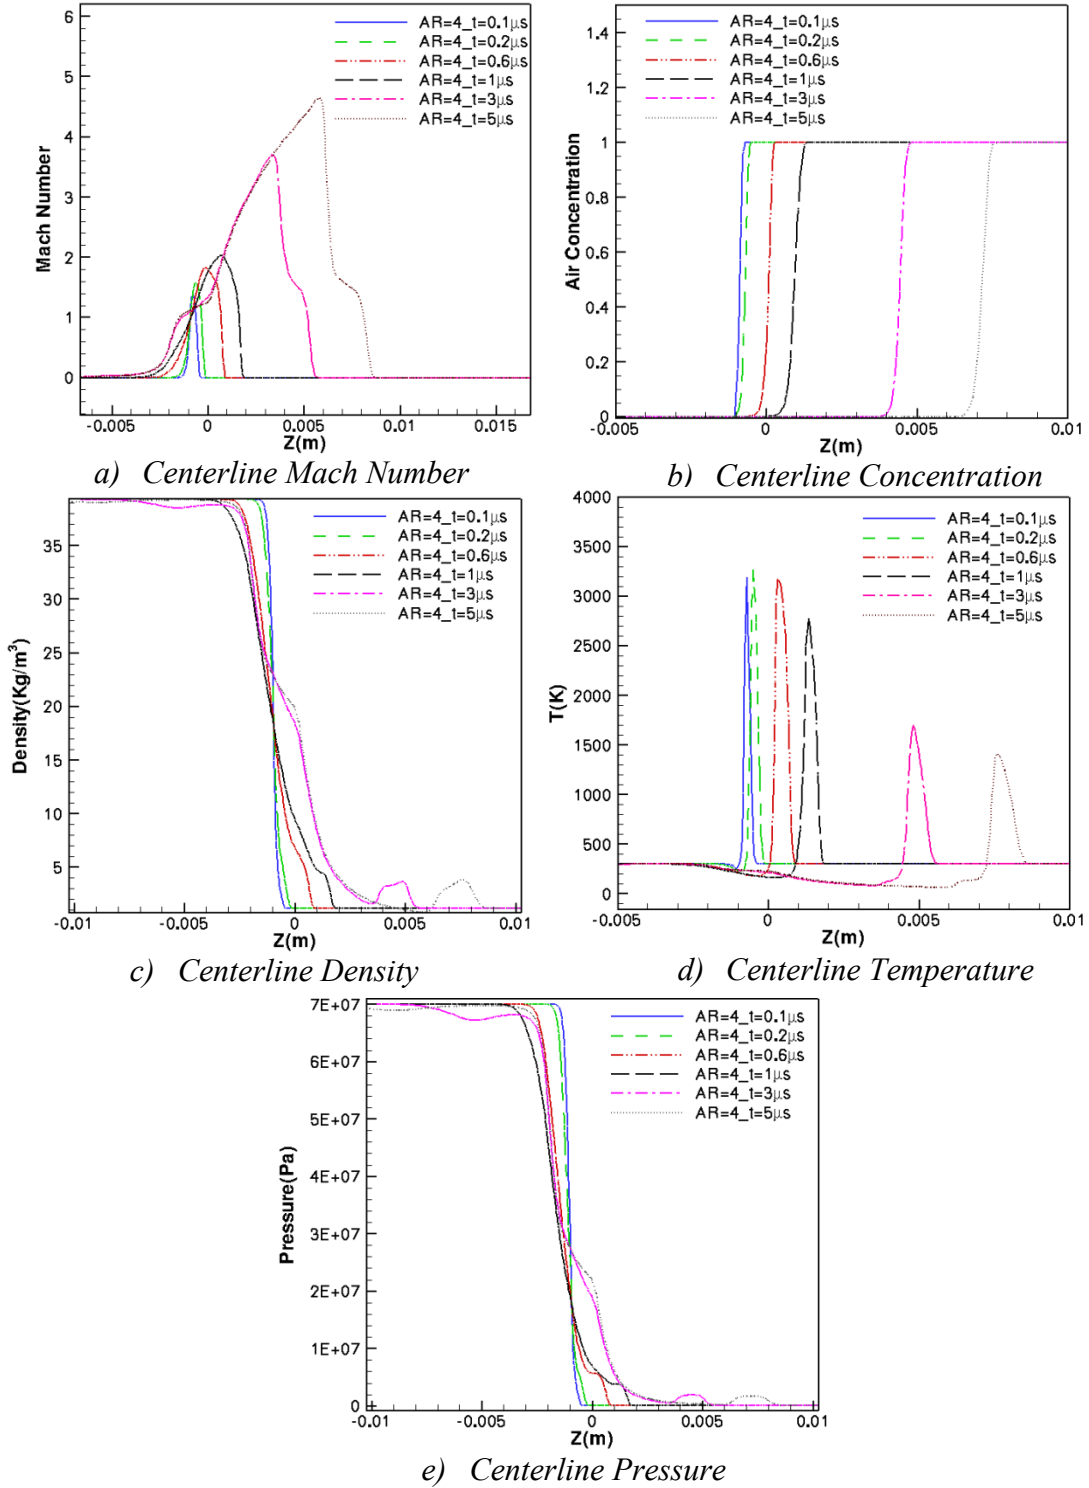 6
5
4
3
2
1
0
Mach Number
-0.005
0
0.005
0.01
0.015
Z(m)
AR=4_t=0.1μs
AR=4_t=0.2μs
AR=4_t=0.6μs
AR=4_t=1μs
AR=4_t=3μs
AR=4_t=5μs
a) Centerline Mach Number
1.4
1.2
1
0.8
0.6
0.4
0.2
0
Air Concentration
-0.005
0
0.005
0.01
Z(m)
AR=4_t=0.1μs
AR=4_t=0.2μs
AR=4_t=0.6μs
AR=4_t=1μs
AR=4_t=3μs
AR=4_t=5μs
b) Centerline Concentration
35
30
25
20
15
10
5
Density(Kg/m³)
-0.01
-0.005
0
0.005
0.01
Z(m)
AR=4_t=0.1μs
AR=4_t=0.2μs
AR=4_t=0.6μs
AR=4_t=1μs
AR=4_t=3μs
AR=4_t=5μs
c) Centerline Density
4000
3500
3000
2500
2000
1500
1000
500
0
T(K)
-0.005
0
0.005
0.01
Z(m)
AR=4_t=0.1μs
AR=4_t=0.2μs
AR=4_t=0.6μs
AR=4_t=1μs
AR=4_t=3μs
AR=4_t=5μs
d) Centerline Temperature
7E+07
6E+07
5E+07
4E+07
3E+07
2E+07
1E+07
0
Pressure(Pa)
-0.01
-0.005
0
0.005
0.01
Z(m)
AR=4_t=0.1μs
AR=4_t=0.2μs
AR=4_t=0.6μs
AR=4_t=1μs
AR=4_t=3μs
AR=4_t=5μs
e) Centerline Pressure